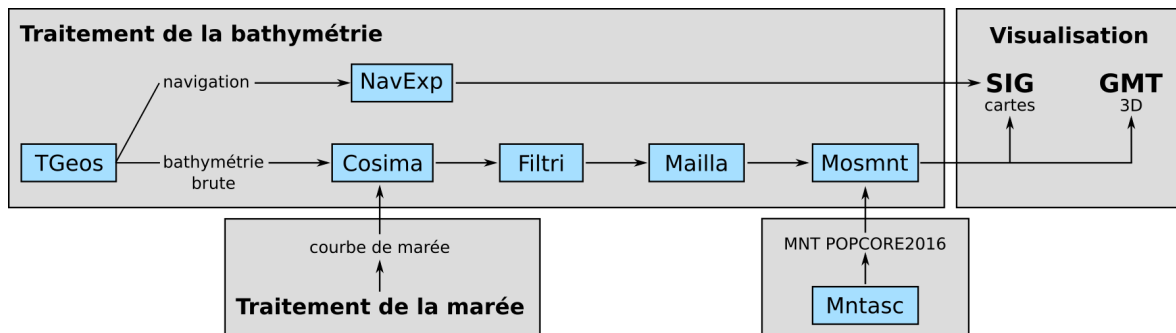 Traitement de la bathymétrie
Visualisation
navigation
NavExp
SIG
cartes
GMT
3D
TGeos
bathymétrie
brute
Cosima
Filtri
Mailla
Mosmnt
courbe de marée
Traitement de la marée
MNT POPCORE2016
Mntasc